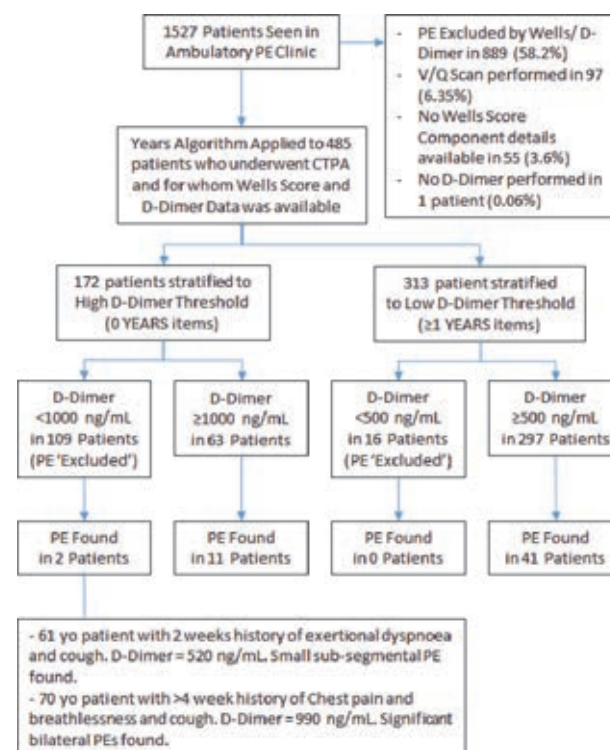 1527 Patients Seen in
Ambulatory PE Clinic
- PE Excluded by Wells/ D-
Dimer in 889 (58.2%)
- V/Q Scan performed in 97
(6.35%)
- No Wells Score
Component details
available in 55 (3.6%)
- No D-Dimer performed in
1 patient (0.06%)
Years Algorithm Applied to 485
patients who underwent CTPA
and for whom Wells Score and
D-Dimer Data was available
172 patients stratified to
High D-Dimer Threshold
(0 YEARS items)
313 patient stratified
to Low D-Dimer Threshold
(≥1 YEARS items)
D-Dimer
<1000 ng/mL
in 109 Patients
(PE 'Excluded')
D-Dimer
≥1000 ng/mL
in 63 Patients
D-Dimer
<500 ng/mL
in 16 Patients
(PE 'Excluded')
D-Dimer
≥500 ng/mL
in 297 Patients
PE Found
in 2 Patients
PE Found
in 11 Patients
PE Found
in 0 Patients
PE Found
in 41 Patients
- 61 yo patient with 2 weeks history of exertional dyspnoea
and cough. D-Dimer = 520 ng/mL. Small sub-segmental PE
found.
- 70 yo patient with >4 week history of Chest pain and
breathlessness and cough. D-Dimer = 990 ng/mL. Significant
bilateral PEs found.